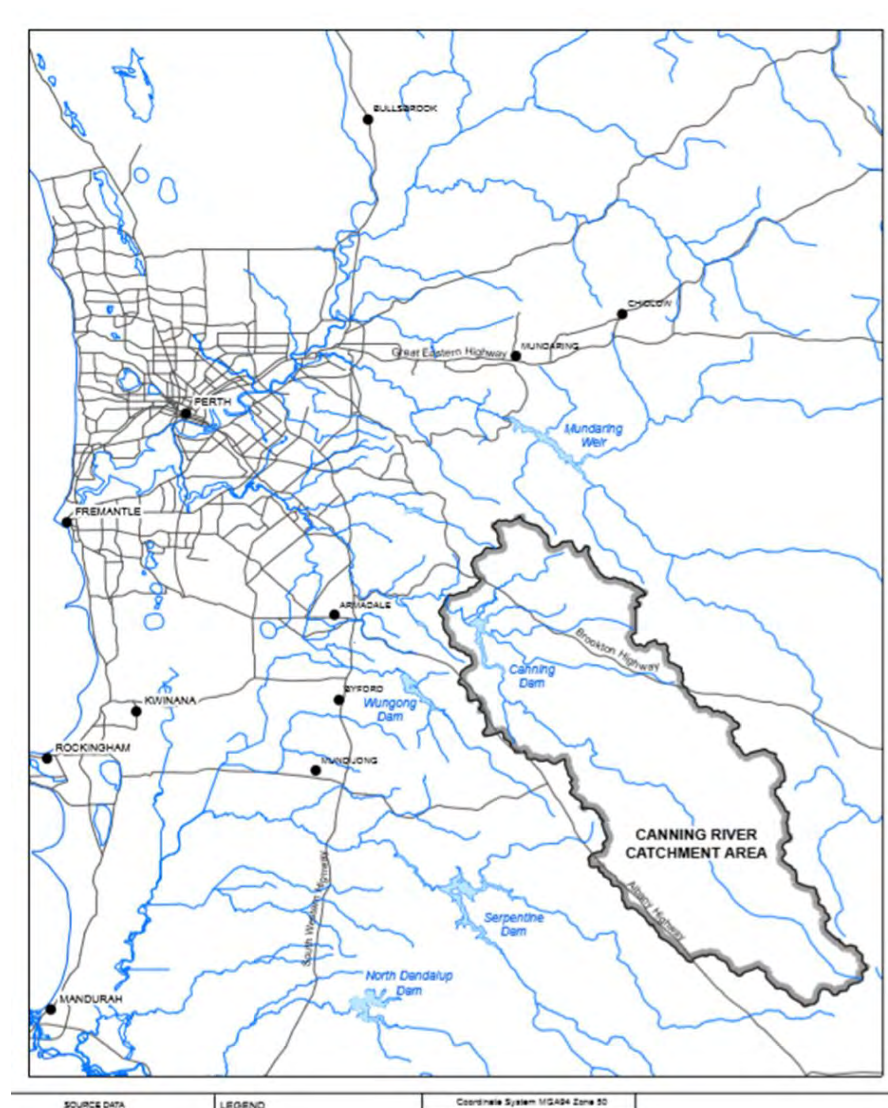 BULLSBROOK
CHIDLOW
Great Eastern Highway
MUNDARING
PERTH
Mundaring
Weir
FREMANTLE
ARMADALE
Brookton Highway
Canning
Dam
BYFORD
Wungong
Dam
KWINANA
ROCKINGHAM
MUNDIJONG
CANNING RIVER
CATCHMENT AREA
Albany Highway
South Western Highway
Serpentine
Dam
North Dandalup
Dam
MANDURAH
SOURCE DATA
LEGEND
Coordinate System MGA94 Zone 50